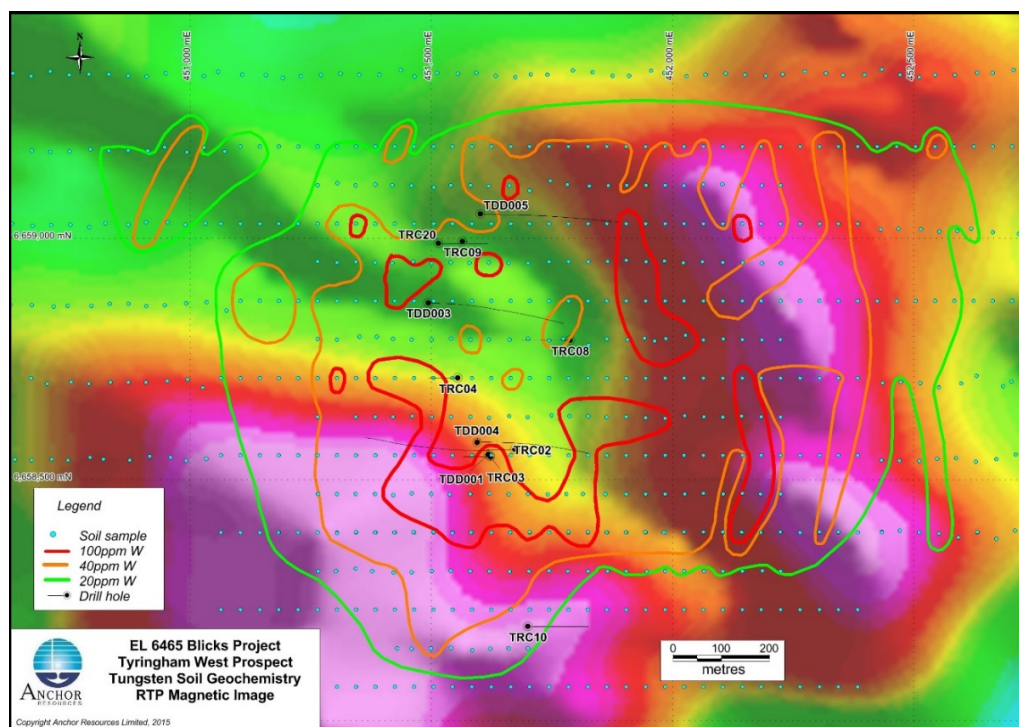 N
451,000 mE
451,500 mE
452,000 mE
452,500 mE
TDD005
6,659,000 mN
TRC20
TRC09
TDD003
TRC08
TRC04
TDD004
TRC02
TDD001
TRC03
6,658,500 mN
Legend
Soil sample
100ppm W
40ppm W
20ppm W
Drill hole
TRC10
ANCHOR
RESOURCES
EL 6465 Blicks Project
Tyringham West Prospect
Tungsten Soil Geochemistry
RTP Magnetic Image
0 100 200
metres
Copyright Anchor Resources Limited, 2015